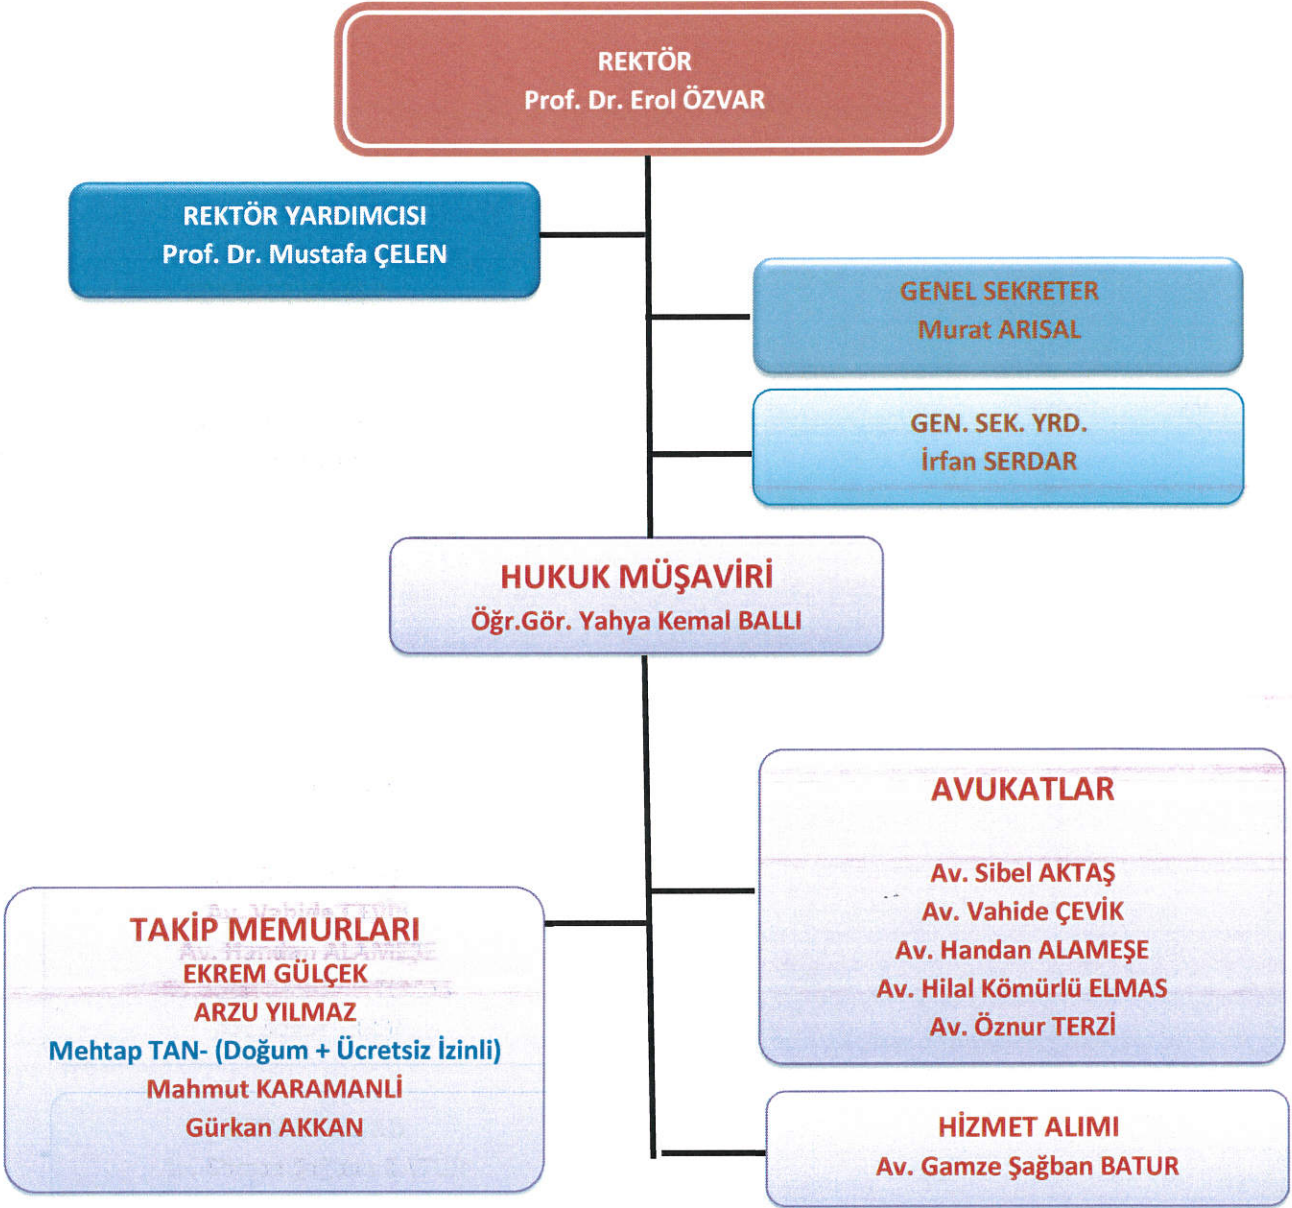 REKTÖR
Prof. Dr. Erol ÖZVAR
REKTÖR YARDIMCISI
Prof. Dr. Mustafa ÇELEN
GENEL SEKRETER
Murat ARISAL
GEN. SEK. YRD.
İrfan SERDAR
HUKUK MÜŞAVİRİ
Öğr.Gör. Yahya Kemal BALLI
AVUKATLAR
Av. Sibel AKTAŞ
Av. Vahide ÇEVİK
Av. Handan ALAMEŞE
Av. Hilal Kömürlü ELMAS
Av. Öznur TERZİ
TAKİP MEMURLARI
EKREM GÜLÇEK
ARZU YILMAZ
Mehtap TAN- (Doğum + Ücretsiz İzinli)
Mahmut KARAMANLİ
Gürkan AKKAN
HİZMET ALIMI
Av. Gamze Şağban BATUR